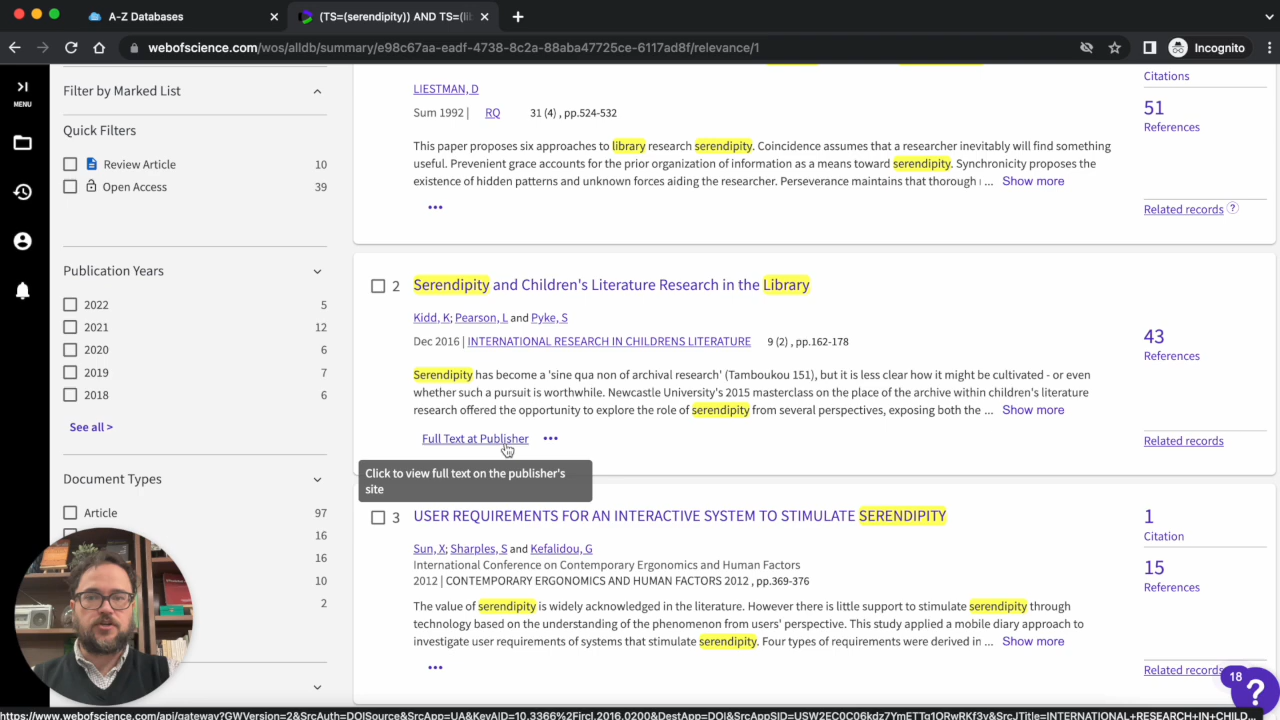 A-Z Databases
(TS=(serendipity)) AND TS=(lib
webofscience.com/wos/alldb/summary/e98c67aa-eadf-4738-8c2a-88aba47725ce-6117ad8f/relevance/1
Incognito
MENU
Filter by Marked List
Quick Filters
Review Article 10
Open Access 39
Publication Years
2022 5
2021 12
2020 6
2019 7
2018 6
See all >
Document Types
Article 97
16
16
10
2
LIESTMAN, D
Sum 1992 | RQ 31 (4) , pp.524-532
This paper proposes six approaches to library research serendipity. Coincidence assumes that a researcher inevitably will find something
useful. Prevenient grace accounts for the prior organization of information as a means toward serendipity. Synchronicity proposes the
existence of hidden patterns and unknown forces aiding the researcher. Perseverance maintains that thorough ... Show more
Citations
51
References
Related records ?
2 Serendipity and Children's Literature Research in the Library
Kidd, K; Pearson, L and Pyke, S
Dec 2016 | INTERNATIONAL RESEARCH IN CHILDRENS LITERATURE 9 (2) , pp.162-178
Serendipity has become a 'sine qua non of archival research' (Tamboukou 151), but it is less clear how it might be cultivated - or even
whether such a pursuit is worthwhile. Newcastle University's 2015 masterclass on the place of the archive within children's literature
research offered the opportunity to explore the role of serendipity from several perspectives, exposing both the ... Show more
Full Text at Publisher
Click to view full text on the publisher's
site
43
References
Related records
3 USER REQUIREMENTS FOR AN INTERACTIVE SYSTEM TO STIMULATE SERENDIPITY
Sun, X; Sharples, S and Kefalidou, G
International Conference on Contemporary Ergonomics and Human Factors
2012 | CONTEMPORARY ERGONOMICS AND HUMAN FACTORS 2012 , pp.369-376
The value of serendipity is widely acknowledged in the literature. However there is little support to stimulate serendipity through
technology based on the understanding of the phenomenon from users' perspective. This study applied a mobile diary approach to
investigate user requirements of systems that stimulate serendipity. Four types of requirements were derived in ... Show more
1
Citation
15
References
Related records
18
?